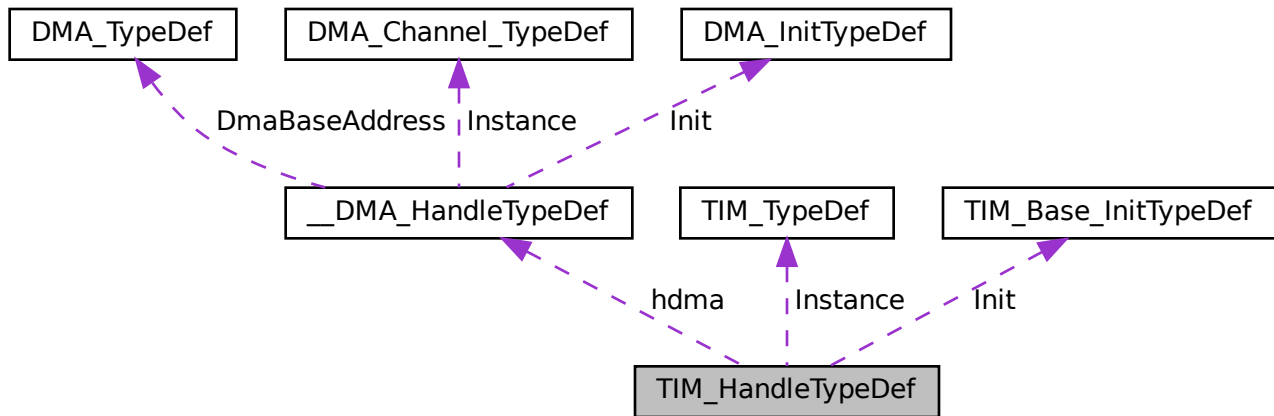 DMA_TypeDef
DMA_Channel_TypeDef
DMA_InitTypeDef
DmaBaseAddress
Instance
Init
__DMA_HandleTypeDef
TIM_TypeDef
TIM_Base_InitTypeDef
hdma
Instance
Init
TIM_HandleTypeDef